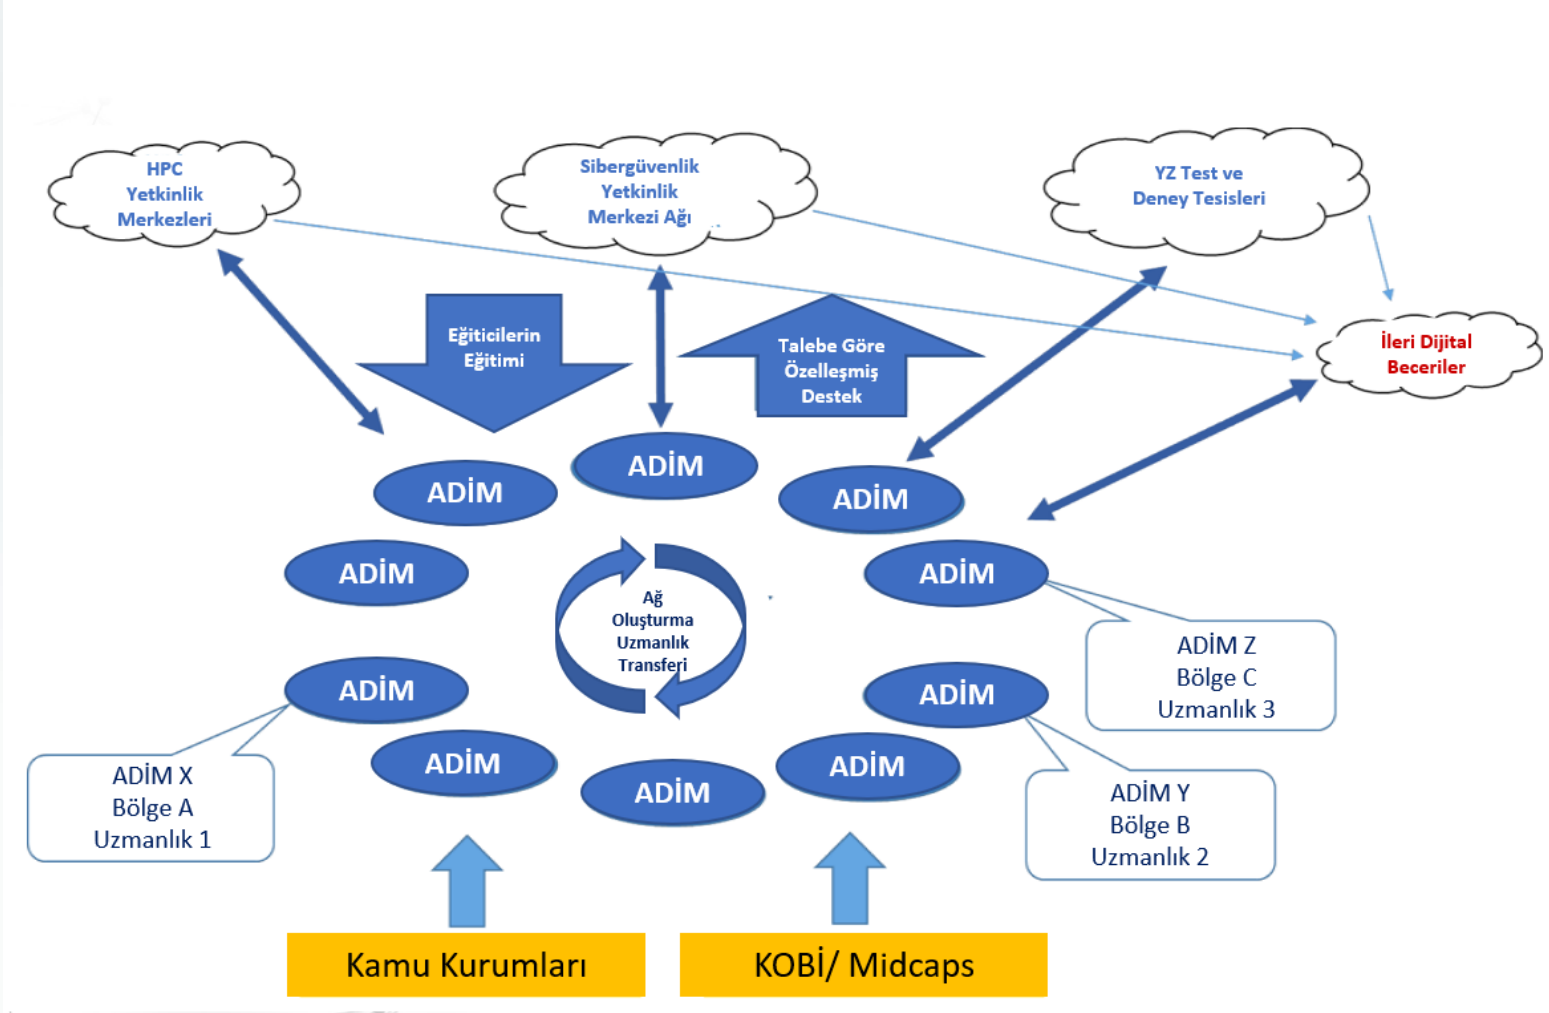 HPC
Yetkinlik
Merkezleri
Sibergüvenlik
Yetkinlik
Merkezi Ağı
YZ Test ve
Deney Tesisleri
İleri Dijital
Beceriler
Eğiticilerin
Eğitimi
Talebe Göre
Özelleşmiş
Destek
ADİM
ADİM
ADİM
ADİM
ADİM
Ağ
Oluşturma
Uzmanlık
Transferi
ADİM
ADİM
ADİM
ADİM
ADİM
ADİM Z
Bölge C
Uzmanlık 3
ADİM X
Bölge A
Uzmanlık 1
ADİM Y
Bölge B
Uzmanlık 2
Kamu Kurumları
KOBİ/ Midcaps